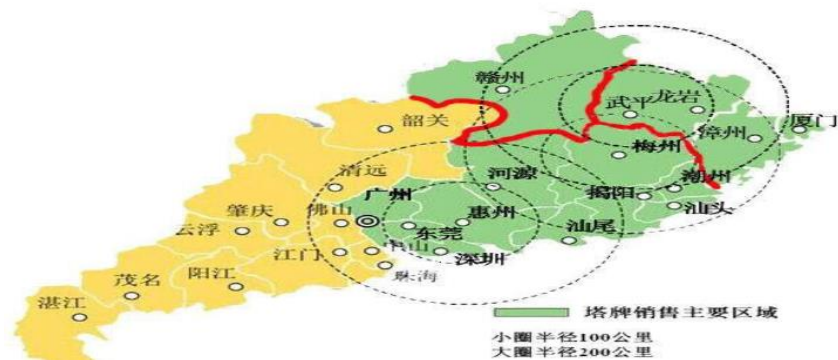 赣州
武平
龙岩
厦门
韶关
漳州
梅州
清远
河源
潮州
广州
揭阳
肇庆
佛山
惠州
汕头
云浮
东莞
汕尾
江门
中山
深圳
珠海
茂名
阳江
湛江
塔牌销售主要区域
小圈半径100公里
大圈半径200公里